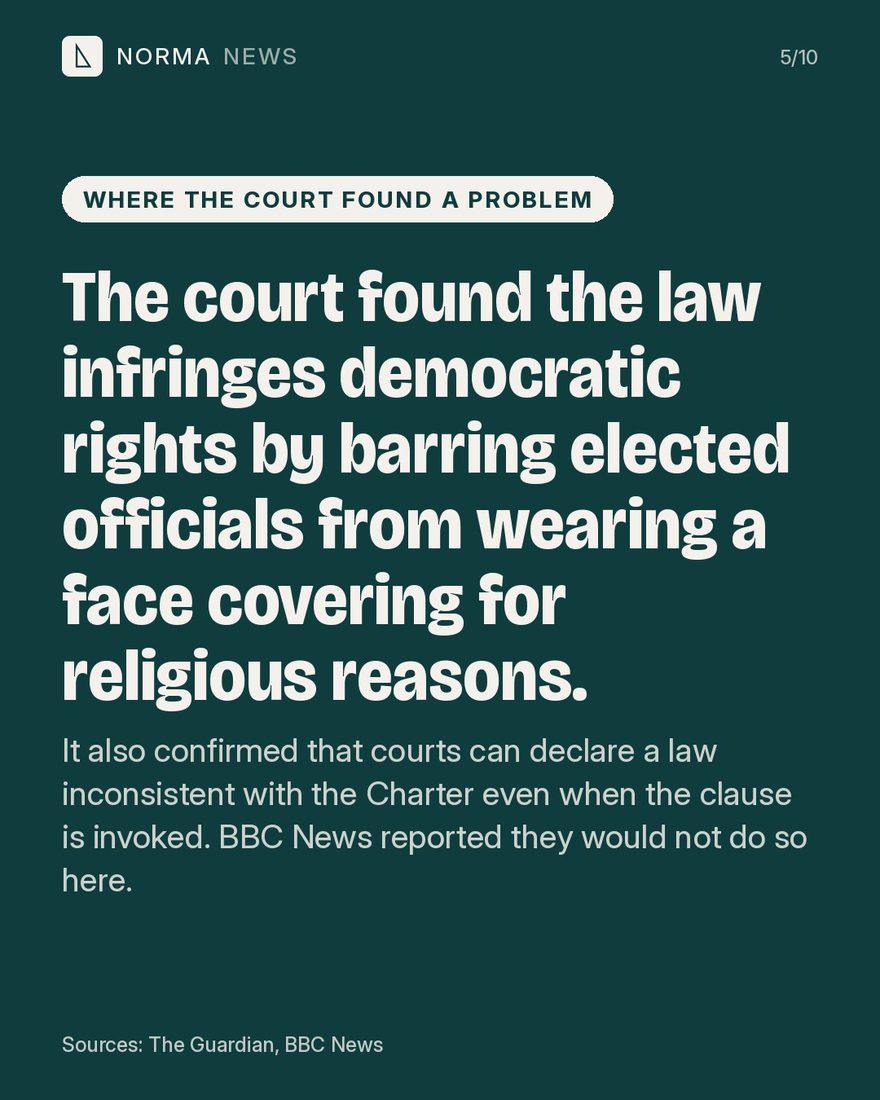 NORMA NEWS
5/10
WHERE THE COURT FOUND A PROBLEM
The court found the law
infringes democratic
rights by barring elected
officials from wearing a
face covering for
religious reasons.
It also confirmed that courts can declare a law
inconsistent with the Charter even when the clause
is invoked. BBC News reported they would not do so
here.
Sources: The Guardian, BBC News